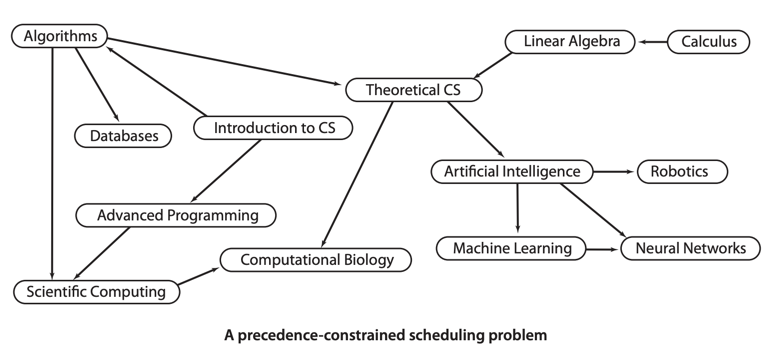 Algorithms
Linear Algebra
Calculus
Theoretical CS
Databases
Introduction to CS
Artificial Intelligence
Robotics
Advanced Programming
Machine Learning
Neural Networks
Computational Biology
Scientific Computing
A precedence-constrained scheduling problem